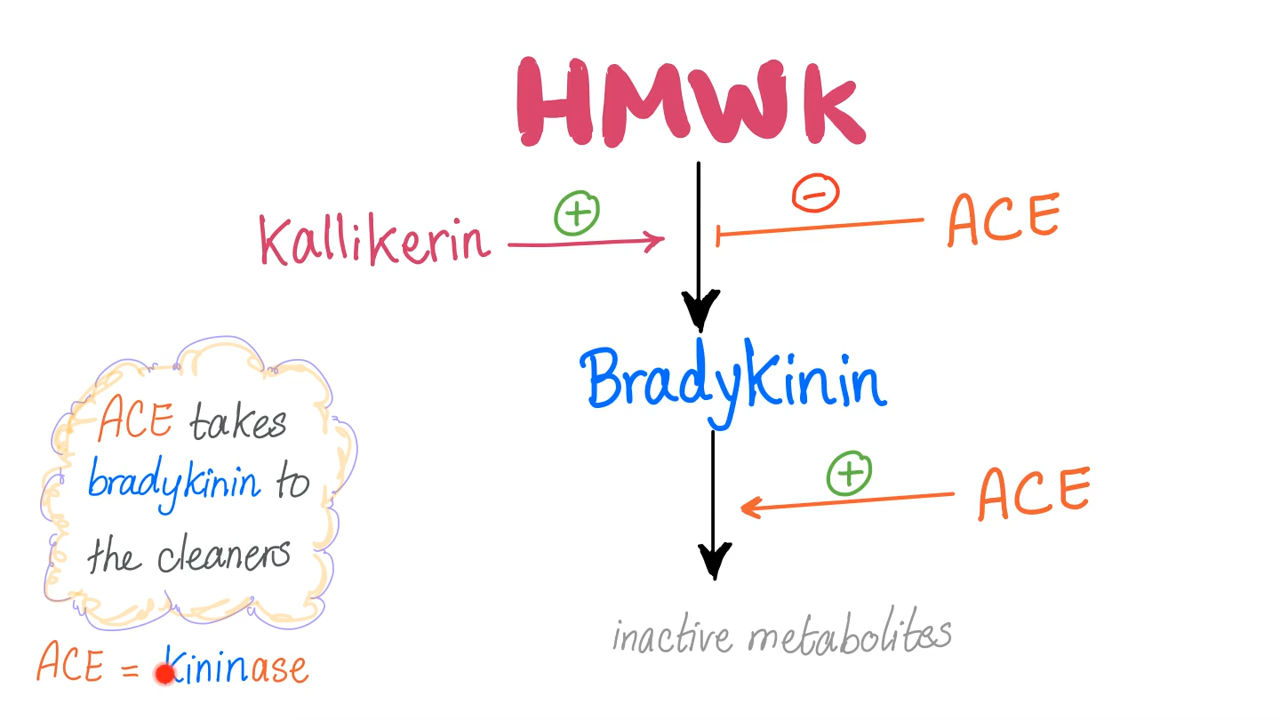 HMWK
Kallikerin
+
−
ACE
Bradykinin
+
ACE
ACE takes
bradykinin to
the cleaners
inactive metabolites
ACE = Kininase